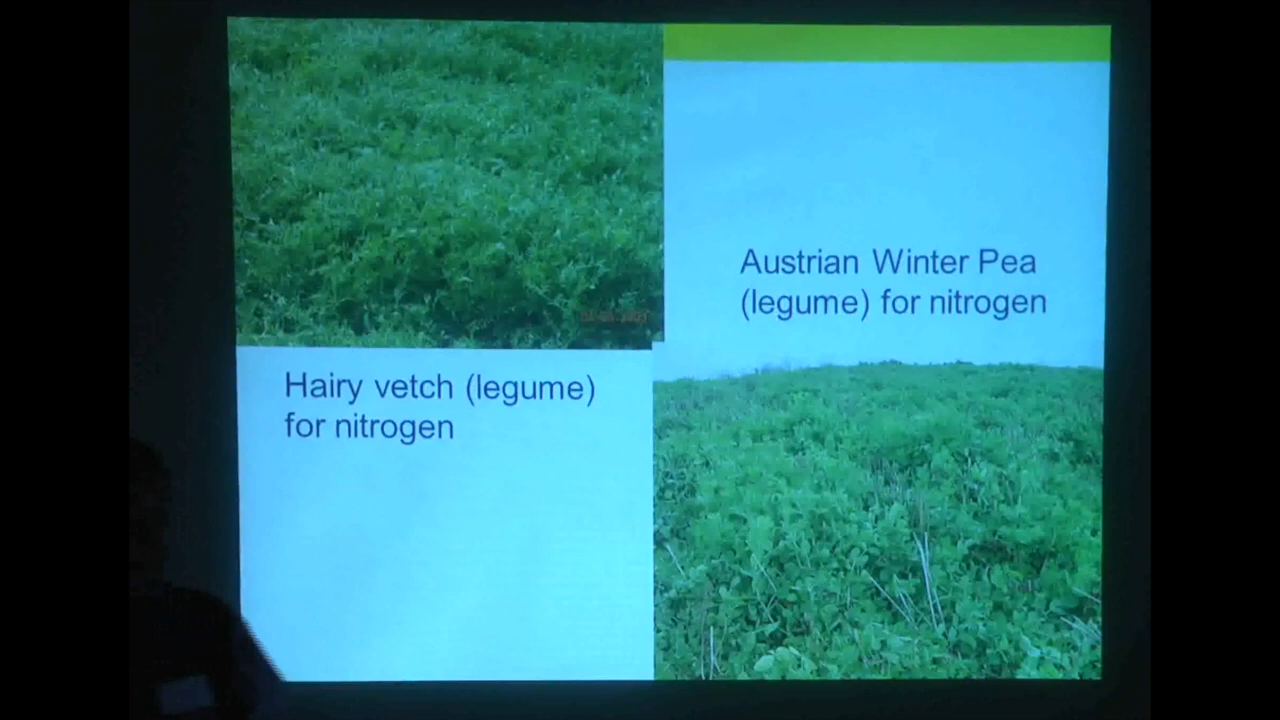 Austrian Winter Pea
(legume) for nitrogen
Hairy vetch (legume)
for nitrogen